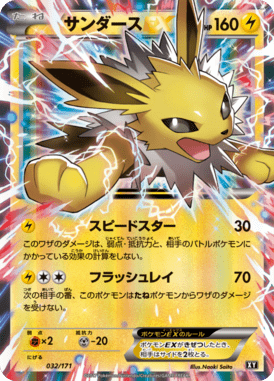 たね
サンダース EX HP160
スピードスター 30
このワザのダメージは、弱点・抵抗力と、相手のバトルポケモンに
かかっている効果の計算をしない。
フラッシュレイ 70
次の相手の番、このポケモンはたねポケモンからワザの
ダメージを受けない。
弱点 ×2 抵抗力 -20
にげる
ポケモンEXのルール
ポケモンEXがきぜつしたとき、
相手はサイドを2枚とる。
032/171
Illus.Naoki Saito
XY